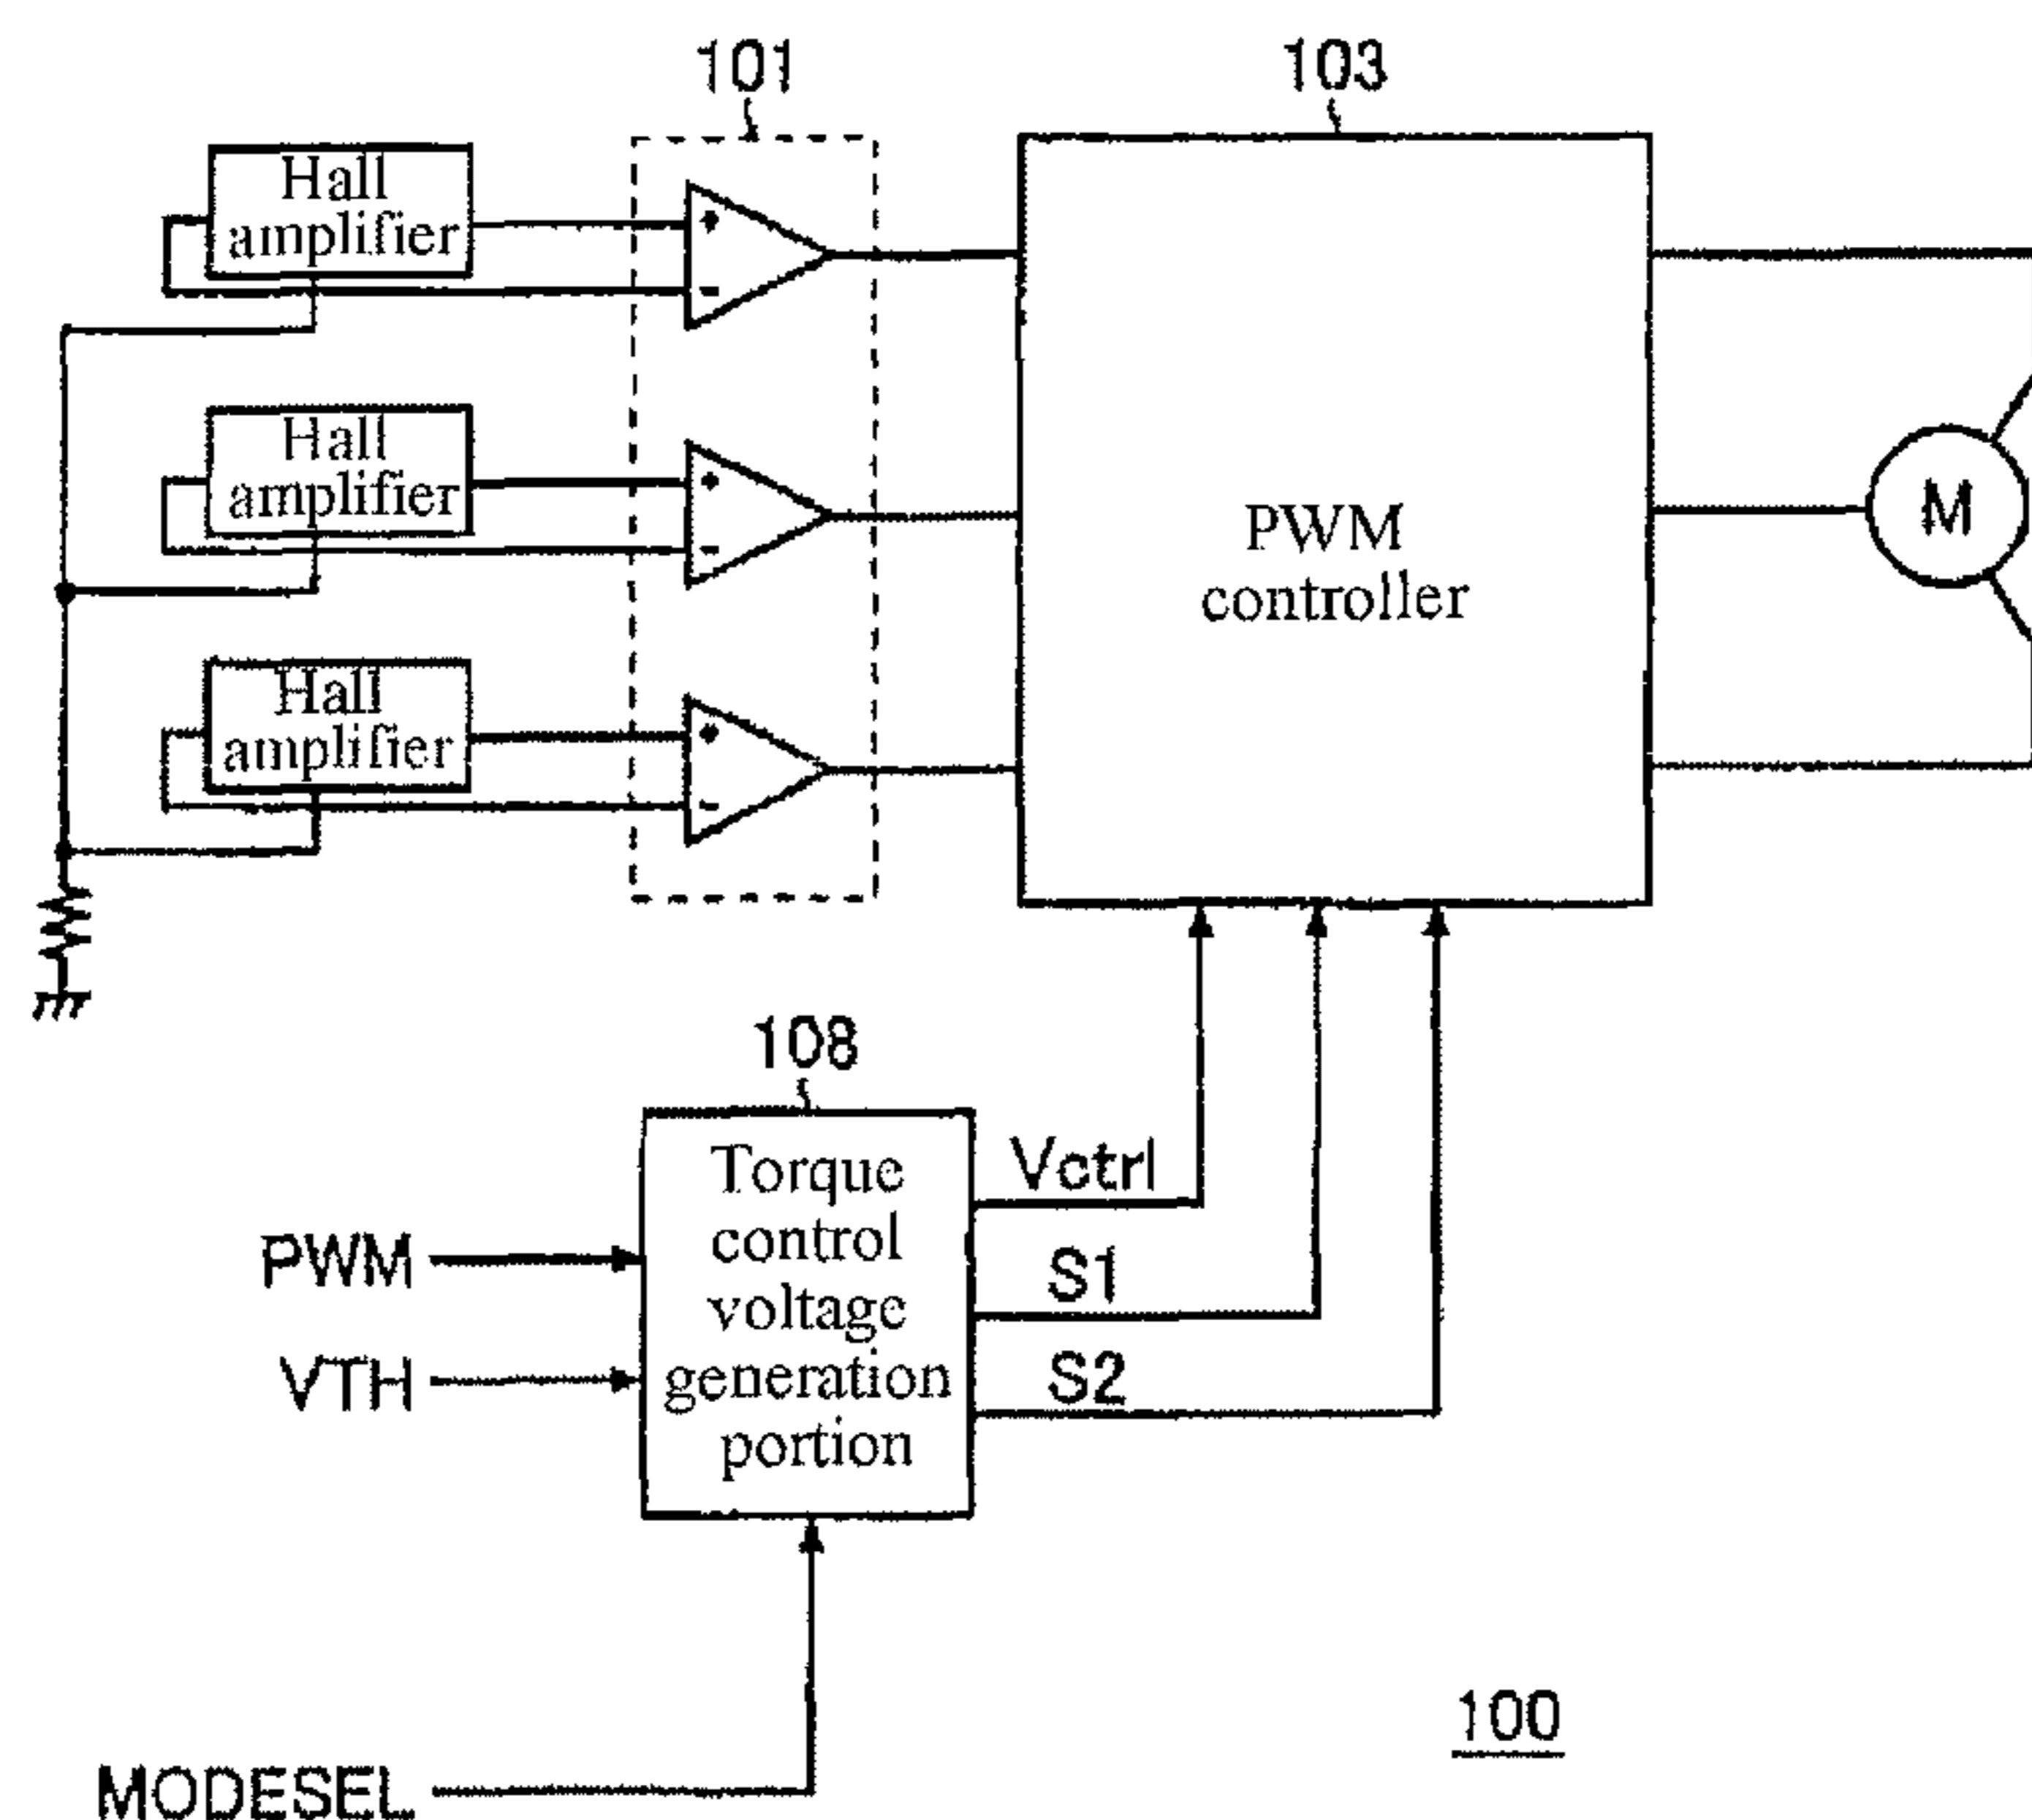 101
103
Hall
amplifier
Hall
amplifier
Hall
amplifier
PWM
controller
M
108
Torque
control
voltage
generation
portion
Vctrl
S1
S2
PWM
VTH
MODESEL
100